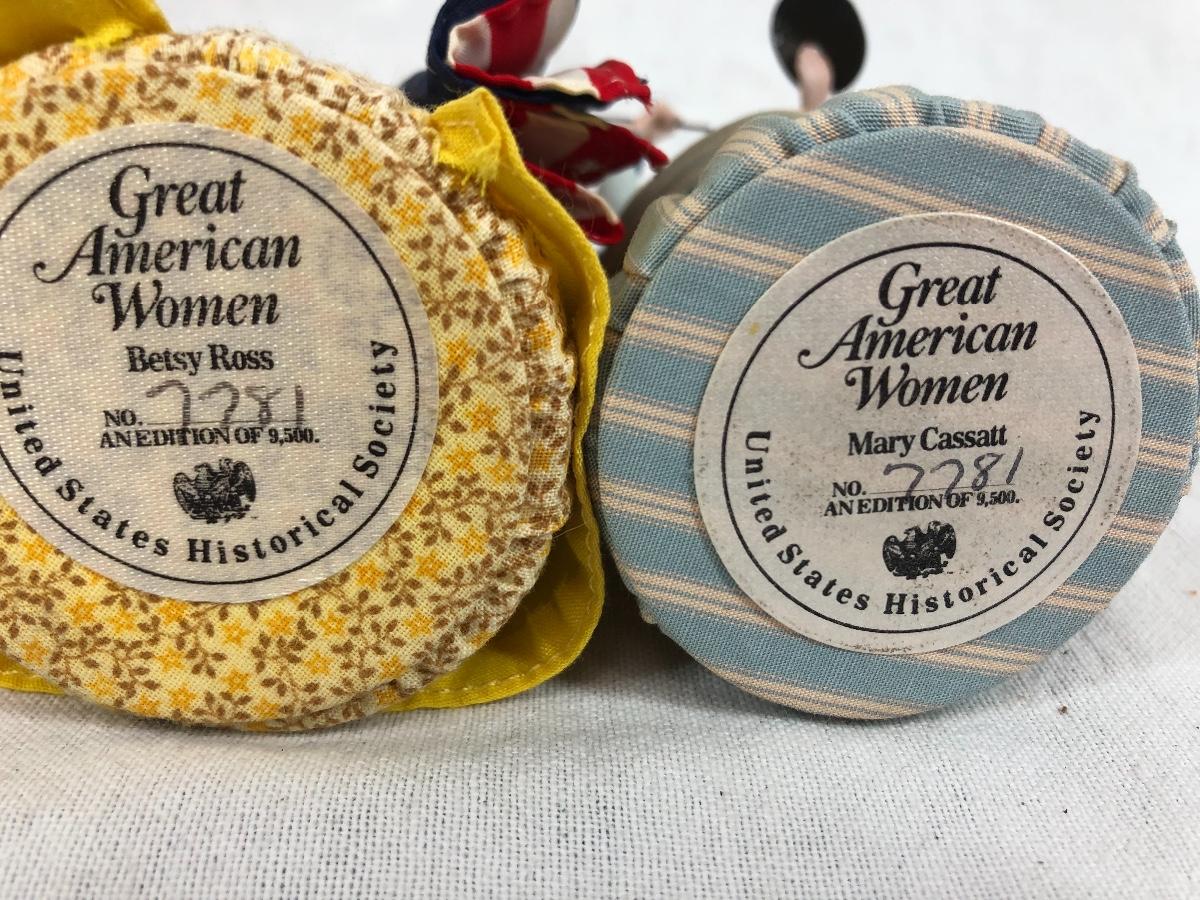 Great
American
Women
Betsy Ross
NO. 7281
AN EDITION OF 9,500.
United States Historical Society
Great
American
Women
Mary Cassatt
NO. 7281
AN EDITION OF 9,500.
United States Historical Society